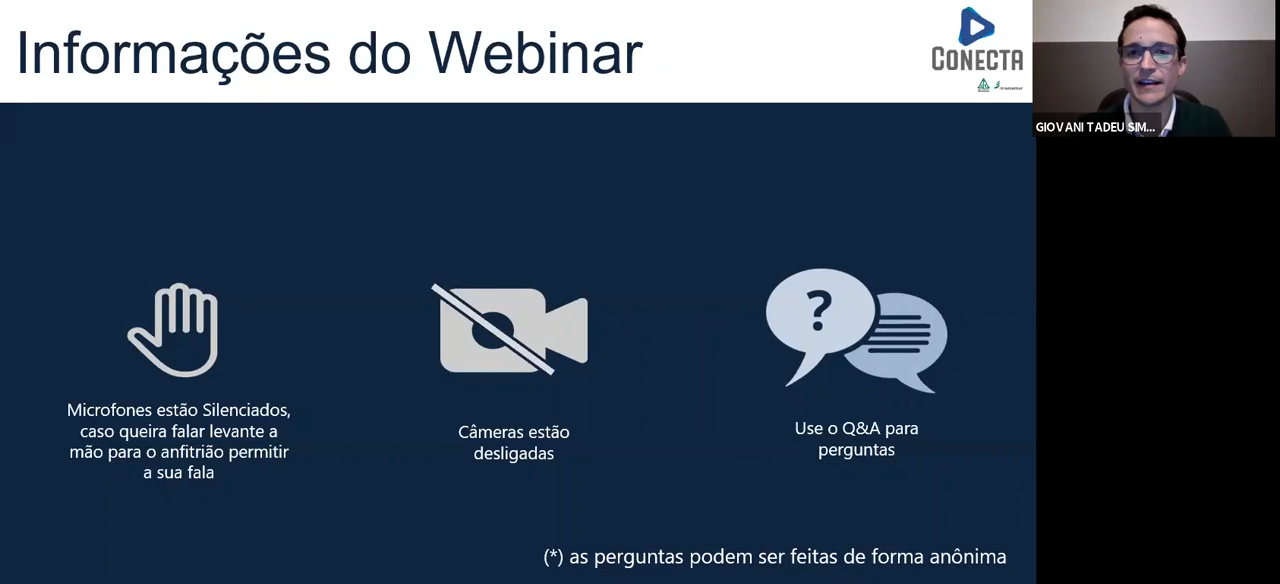 Informações do Webinar
CONECTA
GIOVANI TADEU SIM...
Microfones estão Silenciados,
caso queira falar levante a
mão para o anfitrião permitir
a sua fala
Câmeras estão
desligadas
?
Use o Q&A para
perguntas
(*) as perguntas podem ser feitas de forma anônima